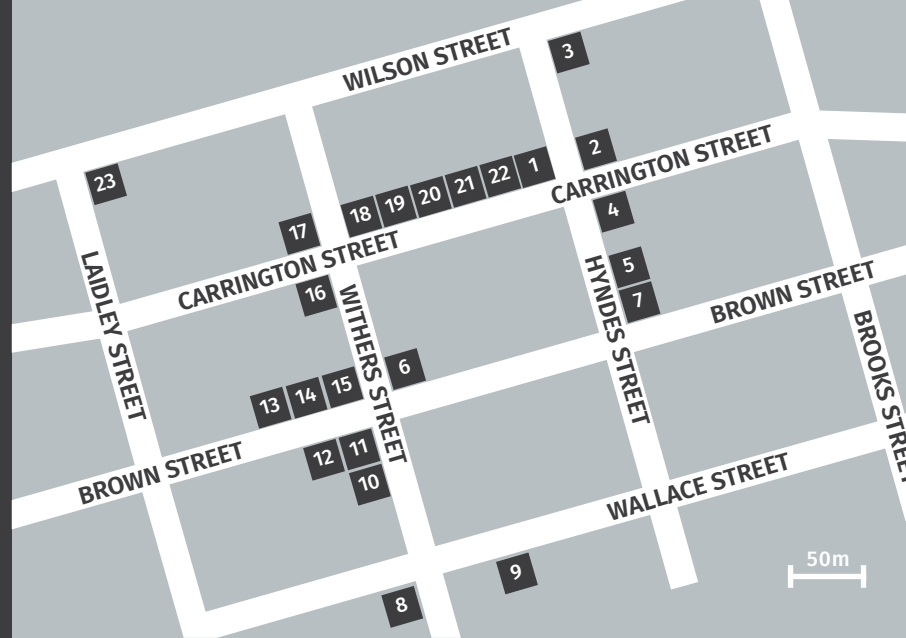 WILSON STREET
3
23
2
CARRINGTON STREET
18 19 20 21 22 1
17
4
CARRINGTON STREET
16
5
7
LAIDLEY STREET
WITHERS STREET
HYNDES STREET
BROWN STREET
BROOKS STREET
6
13 14 15
12 11
10
BROWN STREET
WALLACE STREET
9
8
50m